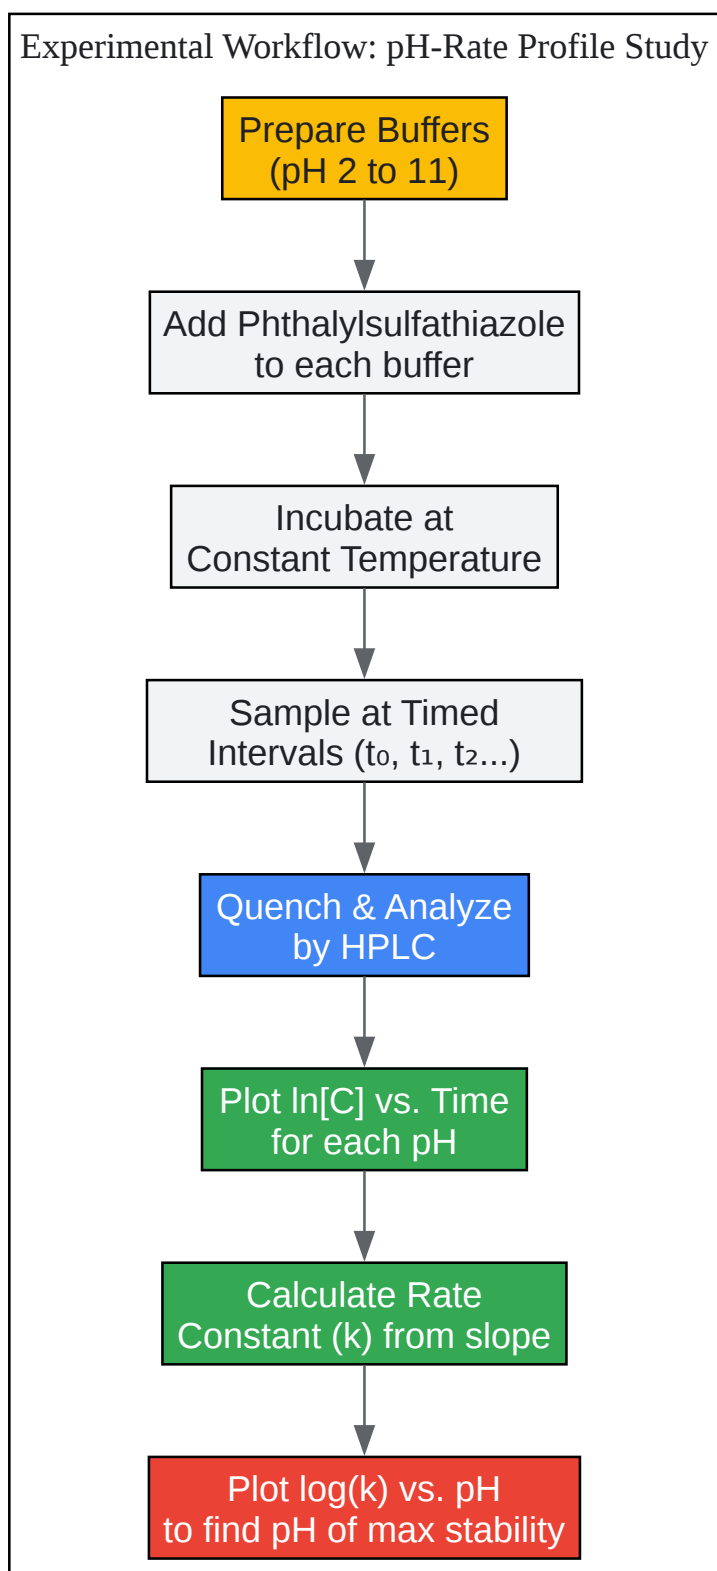 Experimental Workflow: pH-Rate Profile Study
Prepare Buffers
(pH 2 to 11)
Add Phthalylsulfathiazole
to each buffer
Incubate at
Constant Temperature
Sample at Timed
Intervals (t₀, t₁, t₂...)
Quench & Analyze
by HPLC
Plot ln[C] vs. Time
for each pH
Calculate Rate
Constant (k) from slope
Plot log(k) vs. pH
to find pH of max stability